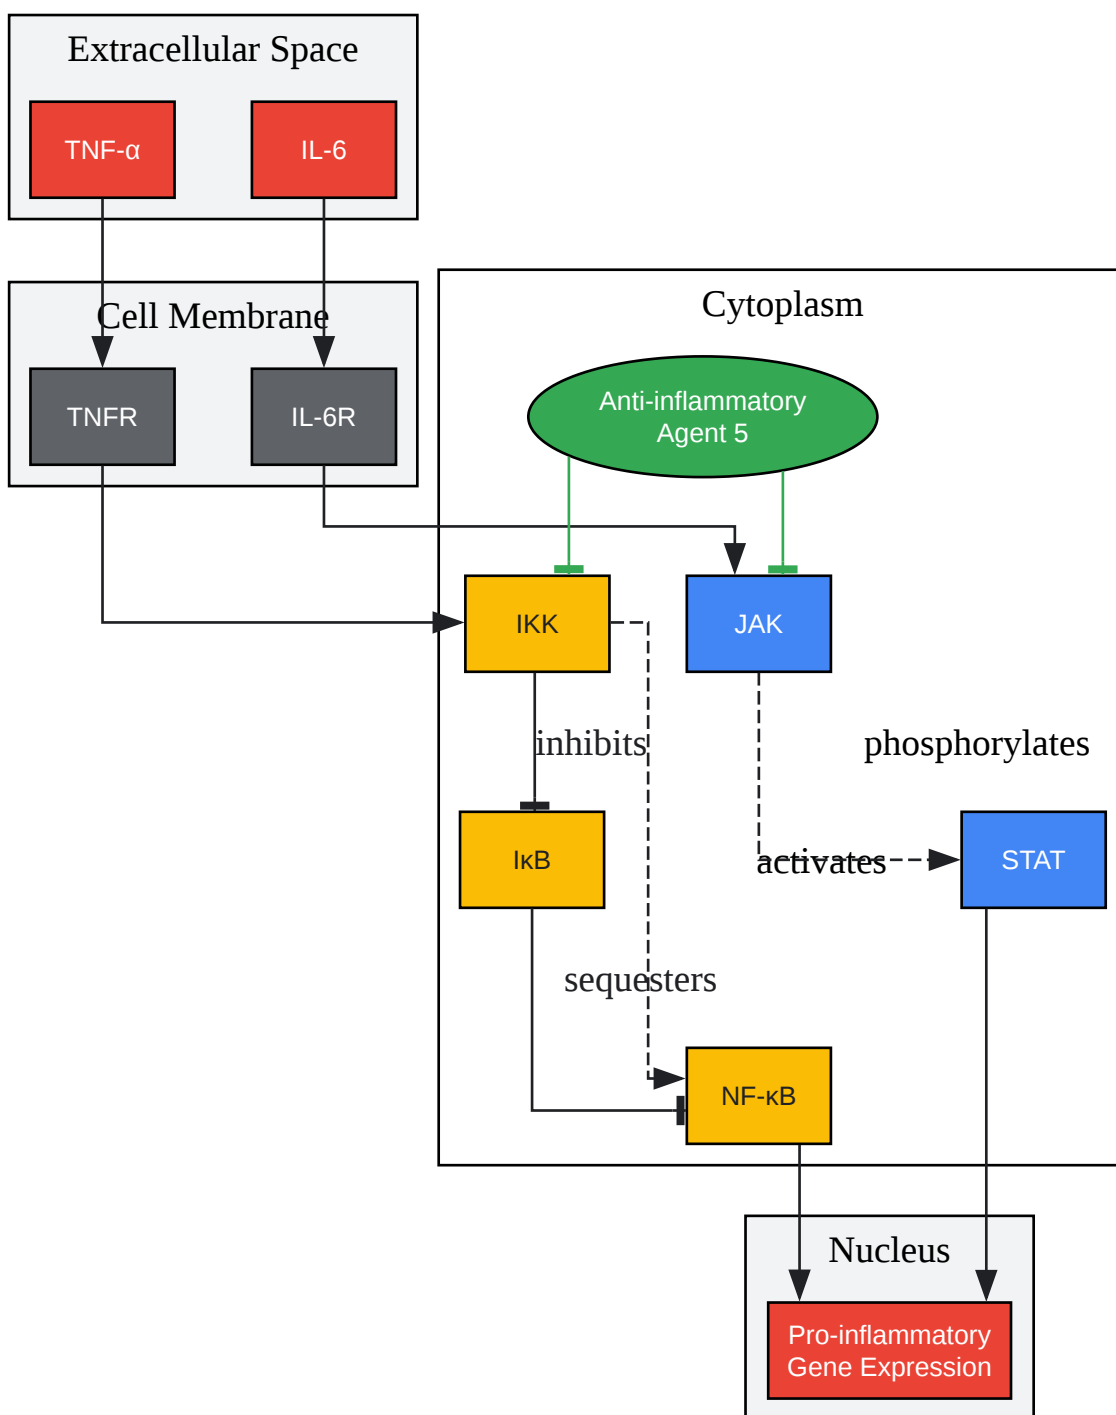 Extracellular Space
TNF-α
IL-6
Cell Membrane
TNFR
IL-6R
Cytoplasm
Anti-inflammatory
Agent 5
IKK
JAK
inhibits
phosphorylates
IκB
activates
STAT
sequesters
NF-κB
Nucleus
Pro-inflammatory
Gene Expression